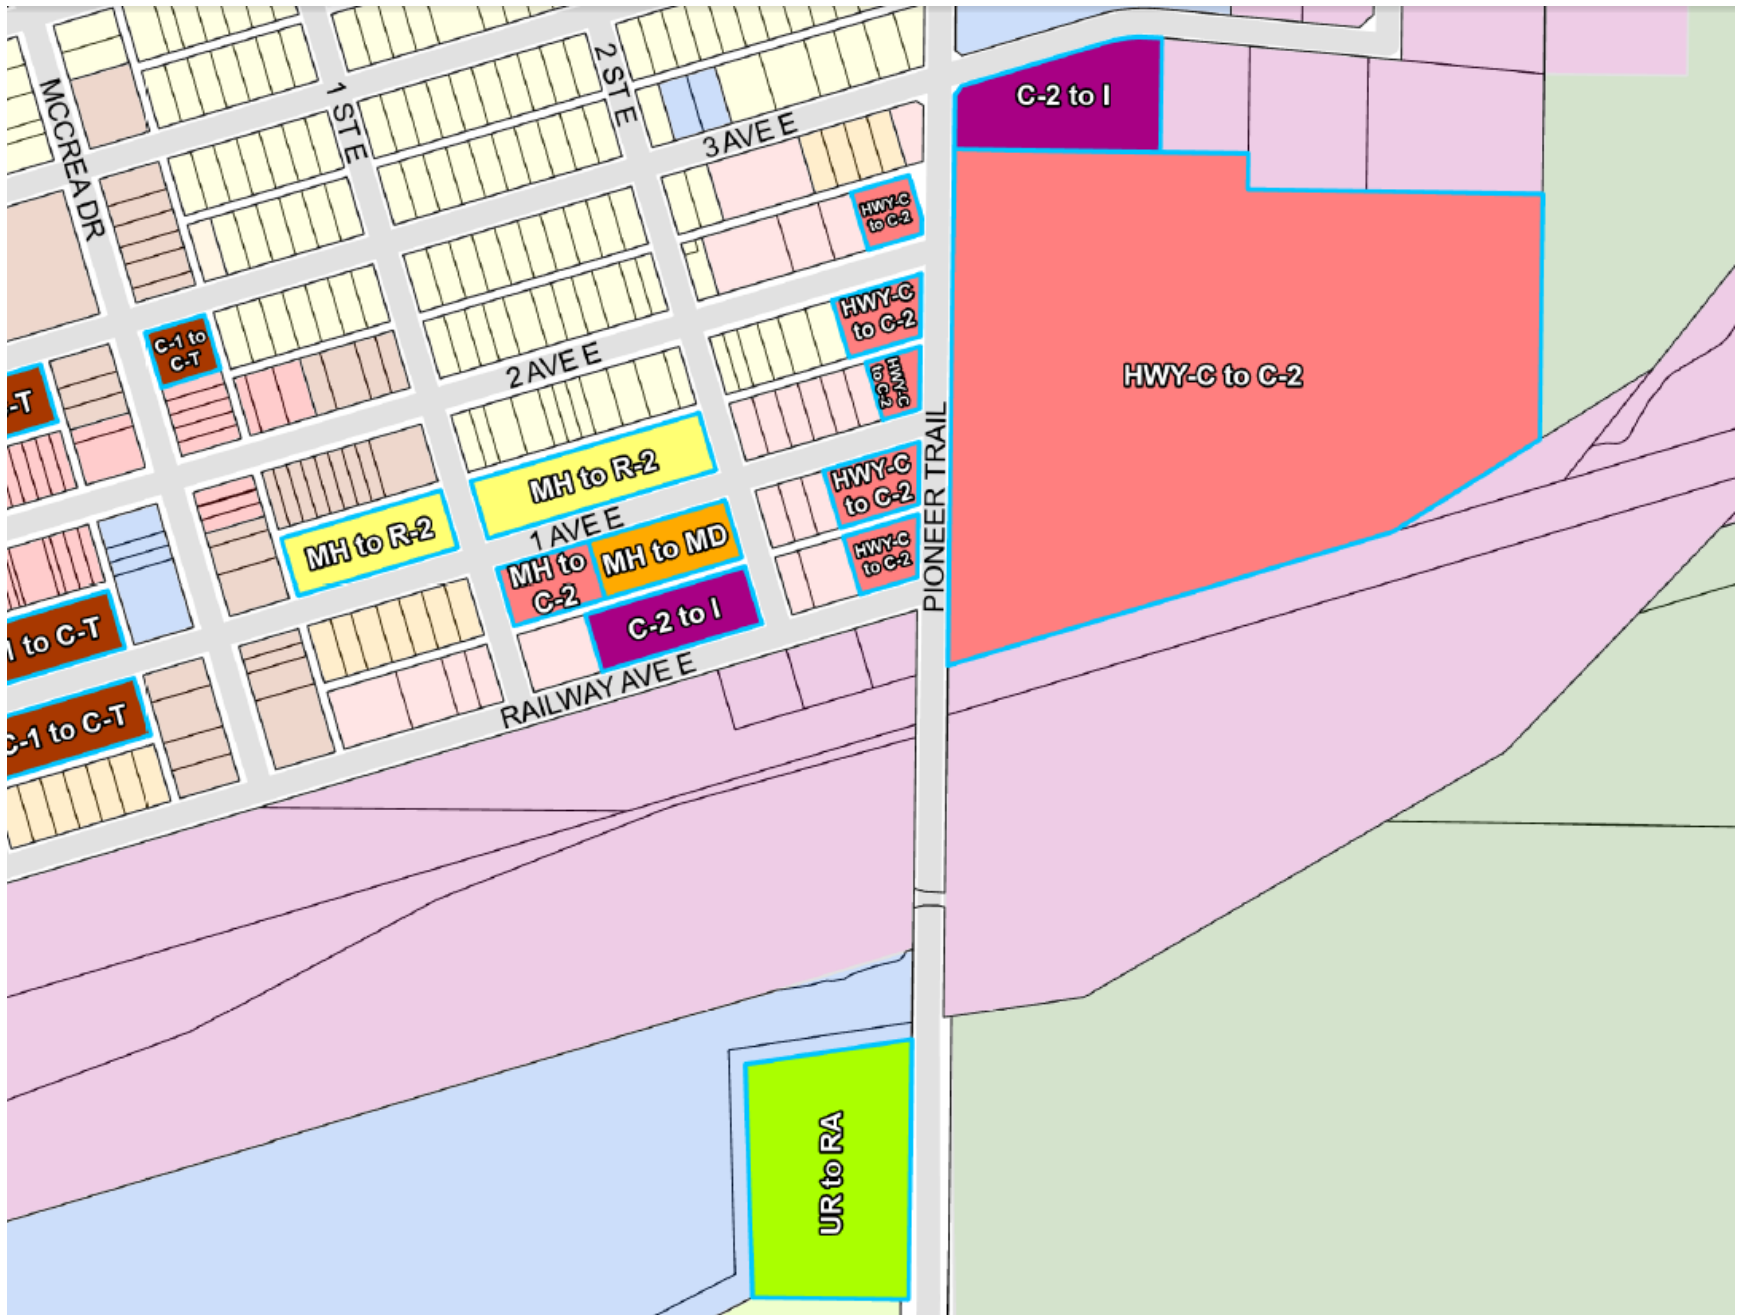 C-2 to I
2 ST E
MCCREA DR
1 ST E
3 AVE E
HWY-C
to C-2
HWY-C
to C-2
C-1 to
C-T
2 AVE E
HWY-C
to C-2
HWY-C to C-2
-T
PIONEER TRAIL
MH to R-2
HWY-C
to C-2
1 AVE E
MH to R-2
MH to MD
HWY-C
to C-2
MH to
C-2
C-2 to I
1 to C-T
RAILWAY AVE E
C-1 to C-T
UR to RA